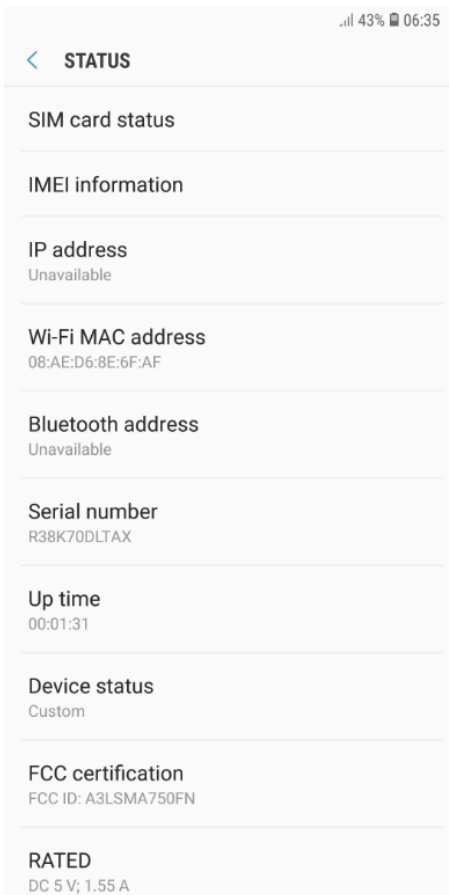 43% 06:35
STATUS
SIM card status
IMEI information
IP address
Unavailable
Wi-Fi MAC address
08:AE:D6:8E:6F:AF
Bluetooth address
Unavailable
Serial number
R38K70DLTAX
Up time
00:01:31
Device status
Custom
FCC certification
FCC ID: A3LSMA750FN
RATED
DC 5 V; 1.55 A